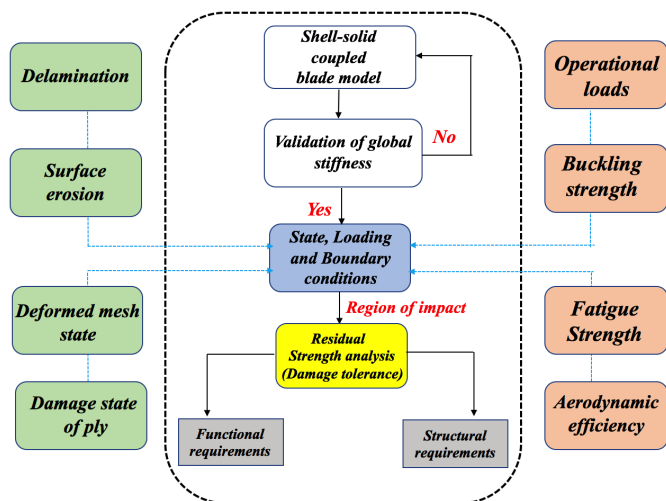 Delamination
Surface
erosion
Deformed mesh
state
Damage state
of ply
Shell-solid
coupled
blade model
Validation of global
stiffness
No
Yes
State, Loading
and Boundary
conditions
Region of impact
Residual
Strength analysis
(Damage tolerance)
Functional
requirements
Structural
requirements
Operational
loads
Buckling
strength
Fatigue
Strength
Aerodynamic
efficiency